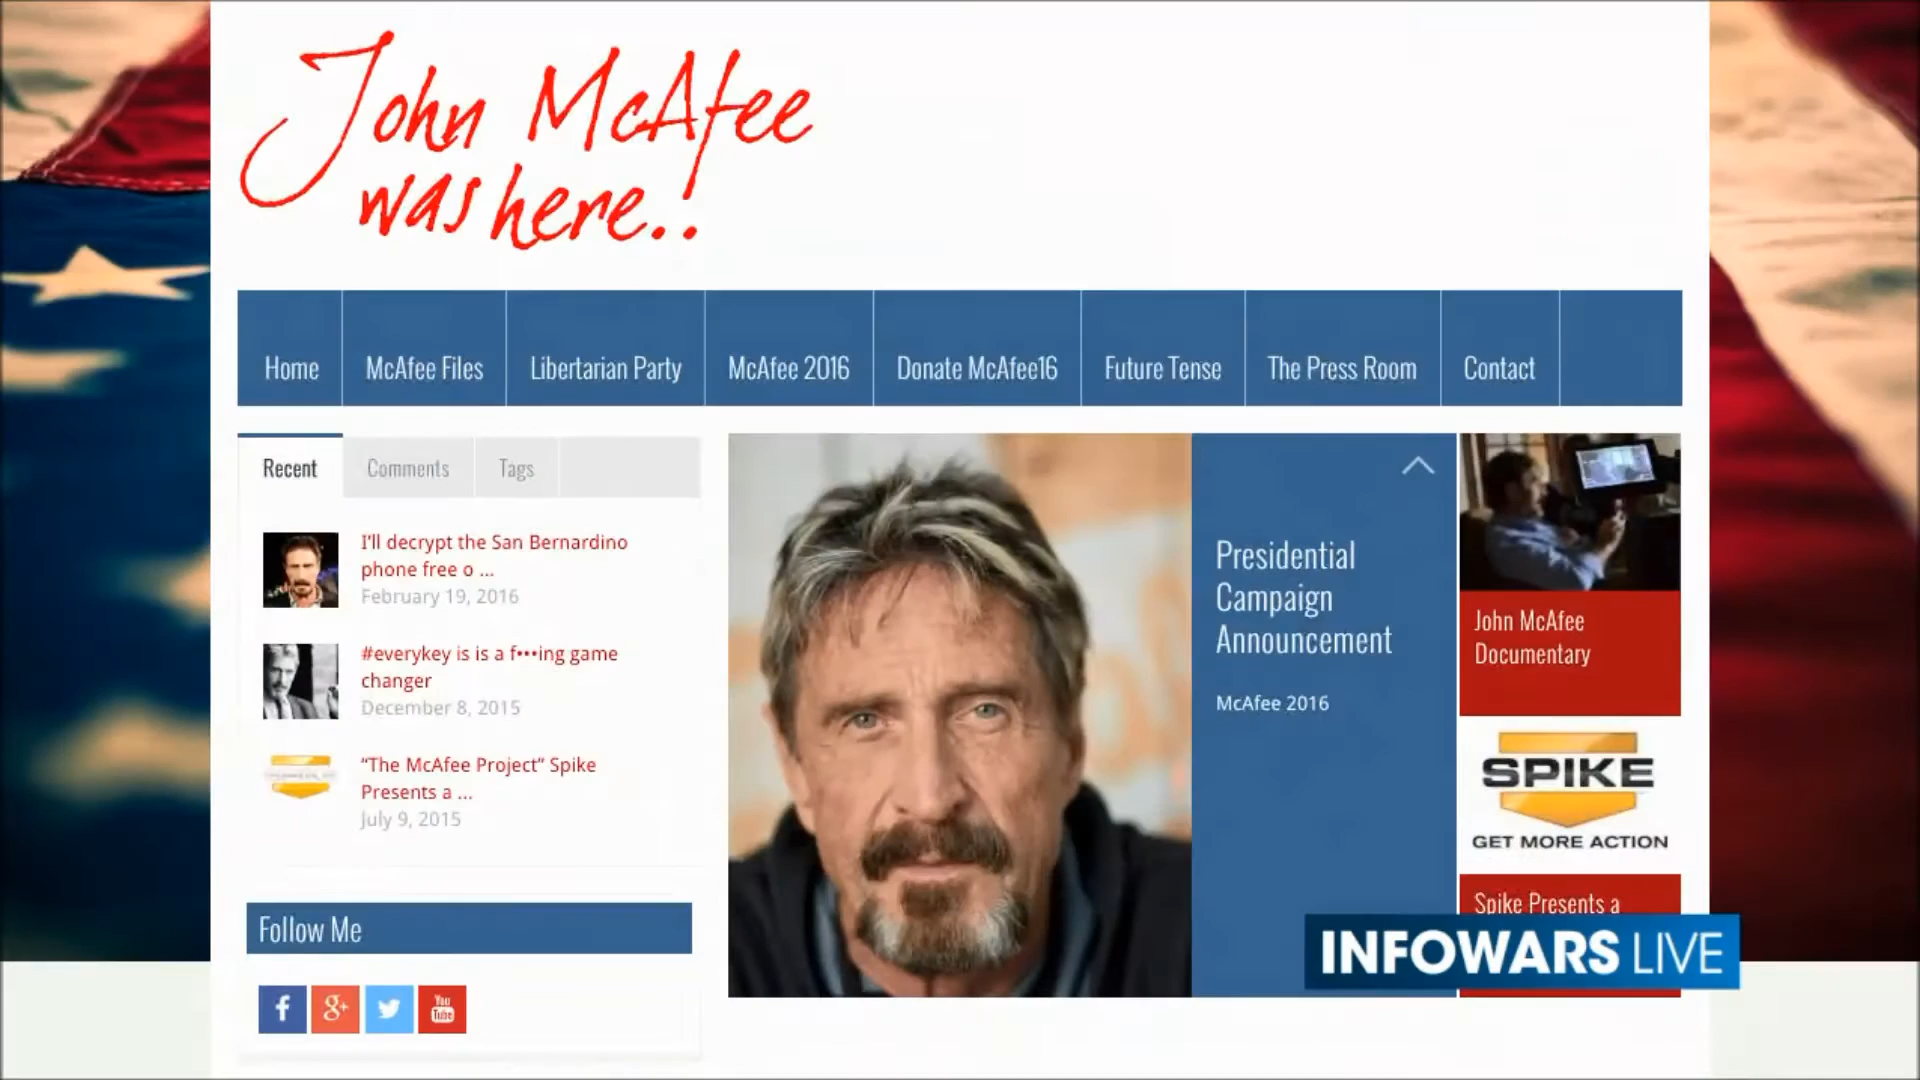 John McAfee
was here..
Home
McAfee Files
Libertarian Party
McAfee 2016
Donate McAfee16
Future Tense
The Press Room
Contact
Recent
Comments
Tags
I'll decrypt the San Bernardino
phone free o ...
February 19, 2016
#everykey is is a f•••ing game
changer
December 8, 2015
"The McAfee Project" Spike
Presents a ...
July 9, 2015
Follow Me
f
g+
You
Tube
Presidential
Campaign
Announcement
McAfee 2016
John McAfee
Documentary
SPIKE
GET MORE ACTION
Spike Presents a
INFOWARS LIVE